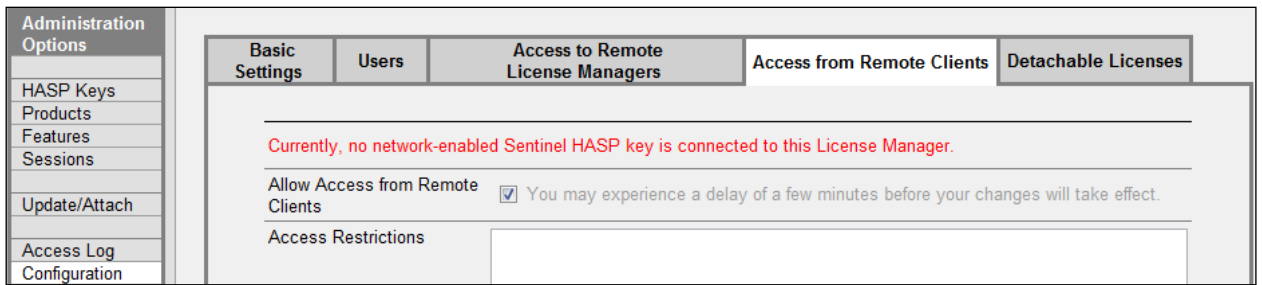 Administration
Options
HASP Keys
Products
Features
Sessions
Update/Attach
Access Log
Configuration
Basic
Settings
Users
Access to Remote
License Managers
Access from Remote Clients
Detachable Licenses
Currently, no network-enabled Sentinel HASP key is connected to this License Manager.
Allow Access from Remote
Clients
You may experience a delay of a few minutes before your changes will take effect.
Access Restrictions